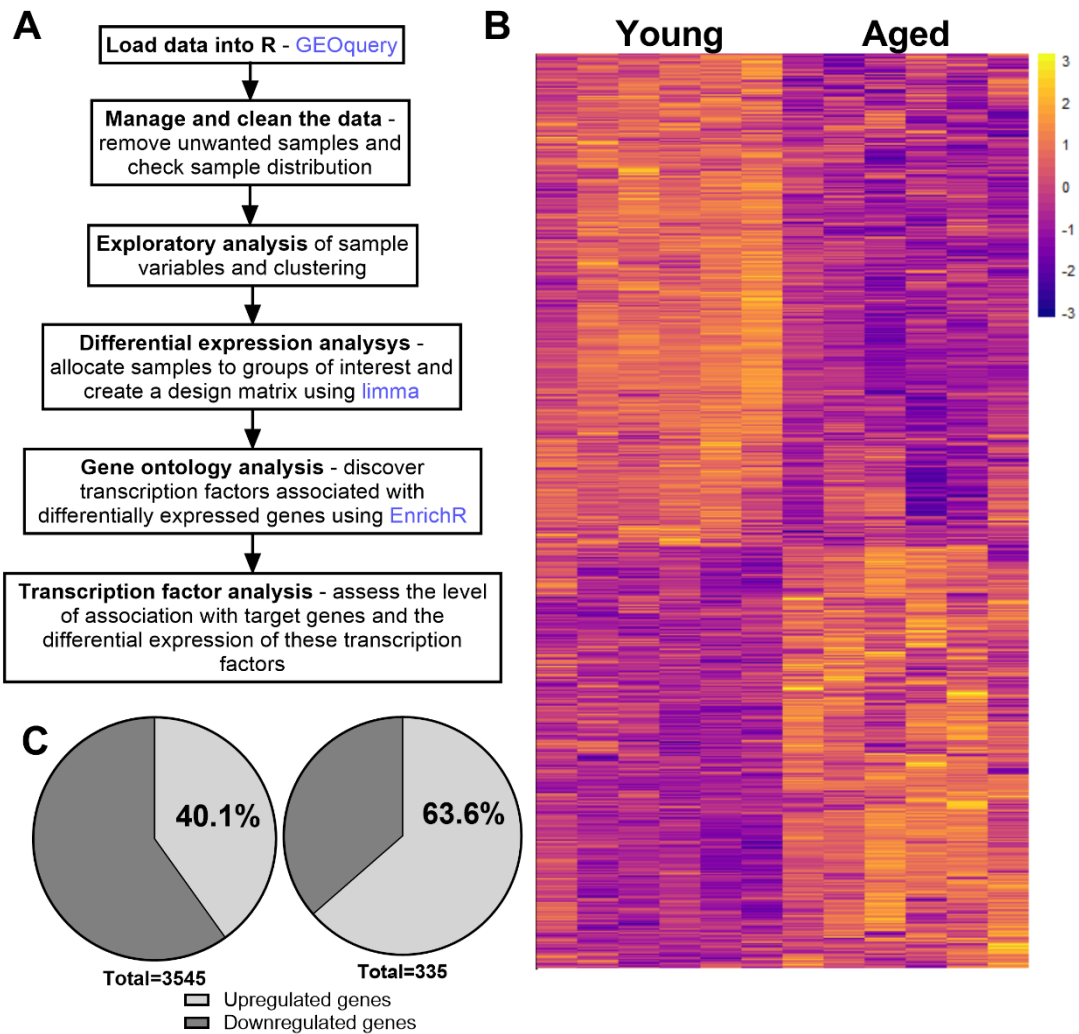 A
Load data into R - GEOquery
Manage and clean the data -
remove unwanted samples and
check sample distribution
Exploratory analysis of sample
variables and clustering
Differential expression analysys -
allocate samples to groups of interest and
create a design matrix using limma
Gene ontology analysis - discover
transcription factors associated with
differentially expressed genes using EnrichR
Transcription factor analysis - assess the level
of association with target genes and the
differential expression of these transcription
factors
B
Young Aged
3
2
1
0
-1
-2
-3
C
40.1%
63.6%
Total=3545
Total=335
Upregulated genes
Downregulated genes